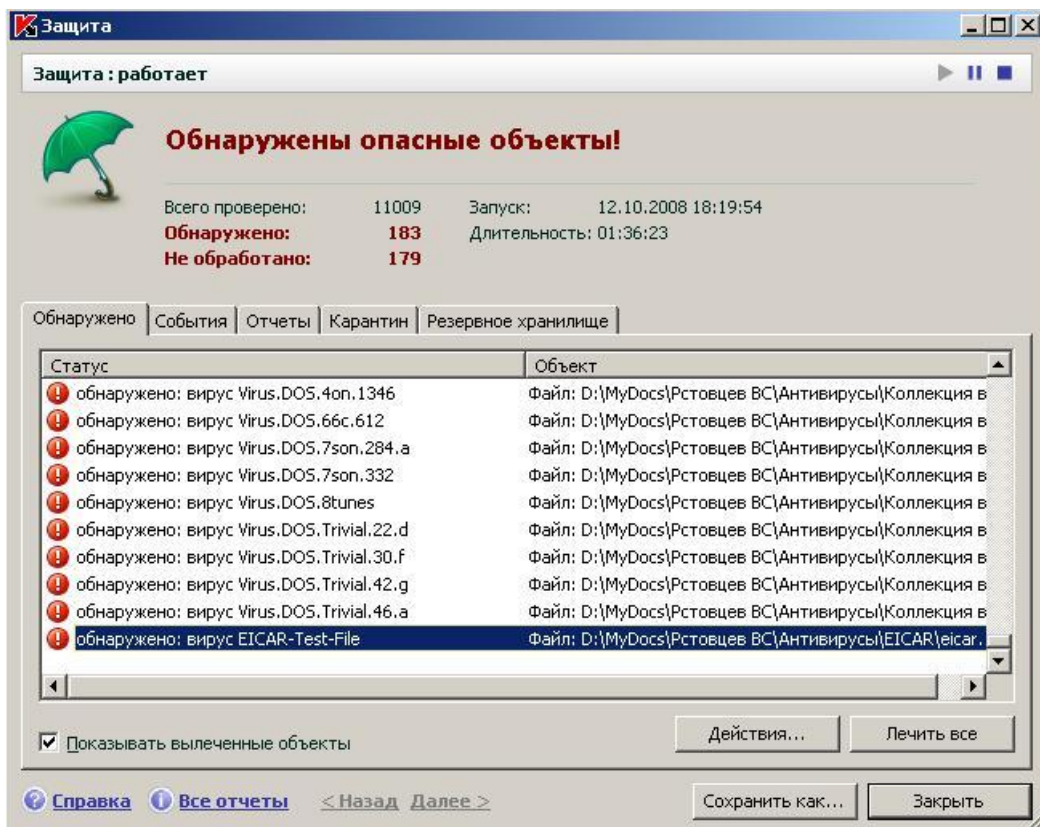 Защита
Защита : работает
Обнаружены опасные объекты!
Всего проверено: 11009 Запуск: 12.10.2008 18:19:54
Обнаружено: 183 Длительность: 01:36:23
Не обработано: 179
Обнаружено События Отчеты Карантин Резервное хранилище
Статус Объект
обнаружено: вирус Virus.DOS.4on.1346 Файл: D:\MyDocs\Рстовцев ВС\Антивирусы\Коллекция в
обнаружено: вирус Virus.DOS.66c.612 Файл: D:\MyDocs\Рстовцев ВС\Антивирусы\Коллекция в
обнаружено: вирус Virus.DOS.7son.284.a Файл: D:\MyDocs\Рстовцев ВС\Антивирусы\Коллекция в
обнаружено: вирус Virus.DOS.7son.332 Файл: D:\MyDocs\Рстовцев ВС\Антивирусы\Коллекция в
обнаружено: вирус Virus.DOS.8tunes Файл: D:\MyDocs\Рстовцев ВС\Антивирусы\Коллекция в
обнаружено: вирус Virus.DOS.Trivial.22.d Файл: D:\MyDocs\Рстовцев ВС\Антивирусы\Коллекция в
обнаружено: вирус Virus.DOS.Trivial.30.f Файл: D:\MyDocs\Рстовцев ВС\Антивирусы\Коллекция в
обнаружено: вирус Virus.DOS.Trivial.42.g Файл: D:\MyDocs\Рстовцев ВС\Антивирусы\Коллекция в
обнаружено: вирус Virus.DOS.Trivial.46.a Файл: D:\MyDocs\Рстовцев ВС\Антивирусы\Коллекция в
обнаружено: вирус EICAR-Test-File Файл: D:\MyDocs\Рстовцев ВС\Антивирусы\EICAR\eicar.
Показывать вылеченные объекты Действия... Лечить все
Справка Все отчеты < Назад Далее > Сохранить как... Закрыть